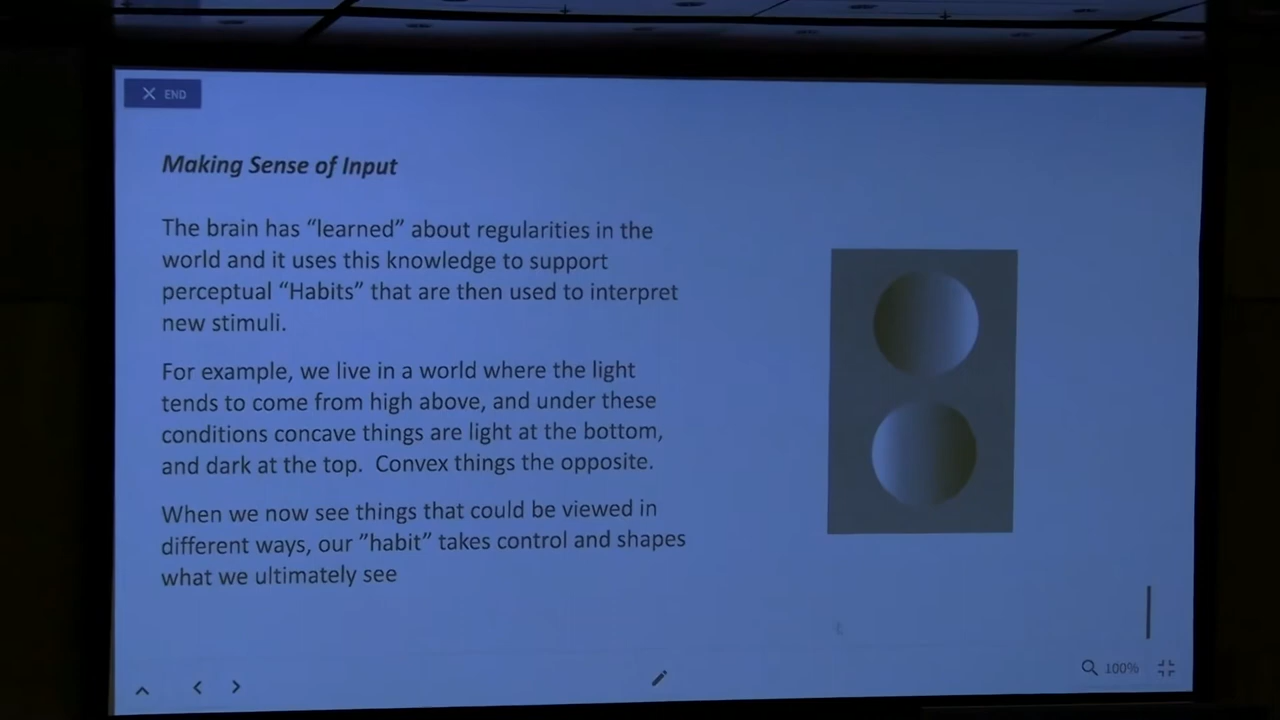 END
Making Sense of Input
The brain has “learned” about regularities in the
world and it uses this knowledge to support
perceptual “Habits” that are then used to interpret
new stimuli.
For example, we live in a world where the light
tends to come from high above, and under these
conditions concave things are light at the bottom,
and dark at the top. Convex things the opposite.
When we now see things that could be viewed in
different ways, our ”habit” takes control and shapes
what we ultimately see
100%